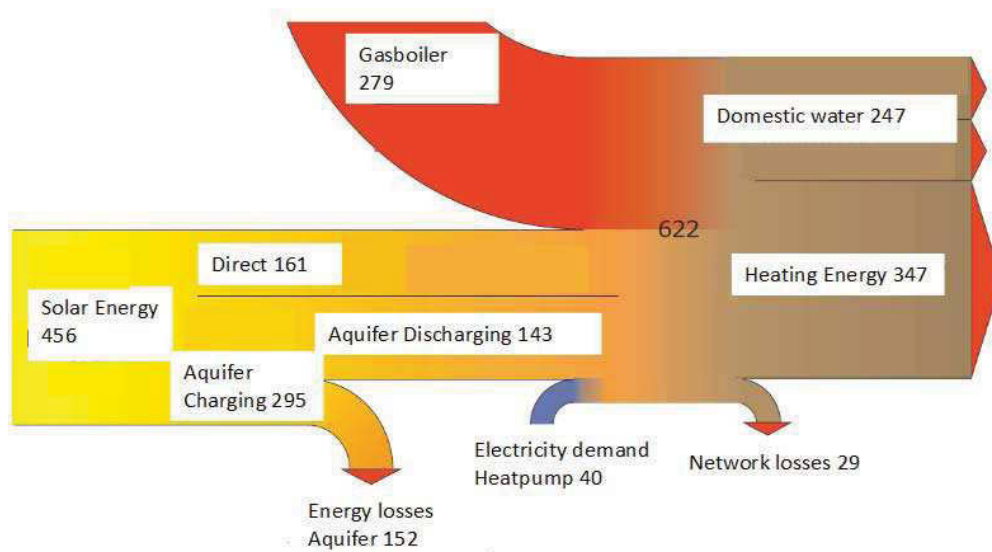 Gasboiler
279
Domestic water 247
622
Direct 161
Heating Energy 347
Solar Energy
456
Aquifer Discharging 143
Aquifer
Charging 295
Electricity demand
Heatpump 40
Network losses 29
Energy losses
Aquifer 152